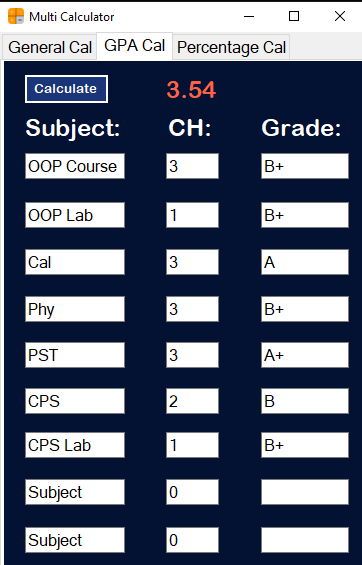 Multi Calculator
General Cal GPA Cal Percentage Cal
Calculate 3.54
Subject: CH: Grade:
OOP Course 3 B+
OOP Lab 1 B+
Cal 3 A
Phy 3 B+
PST 3 A+
CPS 2 B
CPS Lab 1 B+
Subject 0
Subject 0